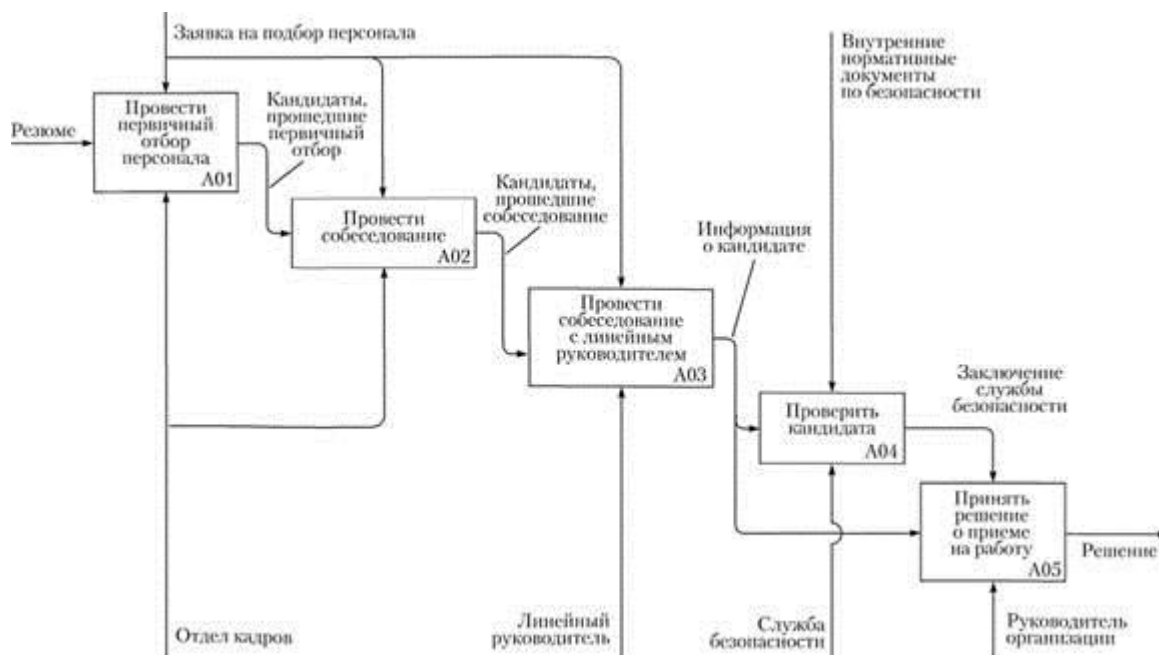 Заявка на подбор персонала
Внутренние
нормативные
документы
по безопасности
Резюме
Провести
первичный
отбор
персонала
А01
Кандидаты,
прошедшие
первичный
отбор
Провести
собеседование
А02
Кандидаты,
прошедшие
собеседование
Провести
собеседование
с линейным
руководителем
А03
Информация
о кандидате
Проверить
кандидата
А04
Заключение
службы
безопасности
Принять
решение
о приеме
на работу
А05
Решение
Отдел кадров
Линейный
руководитель
Служба
безопасности
Руководитель
организации